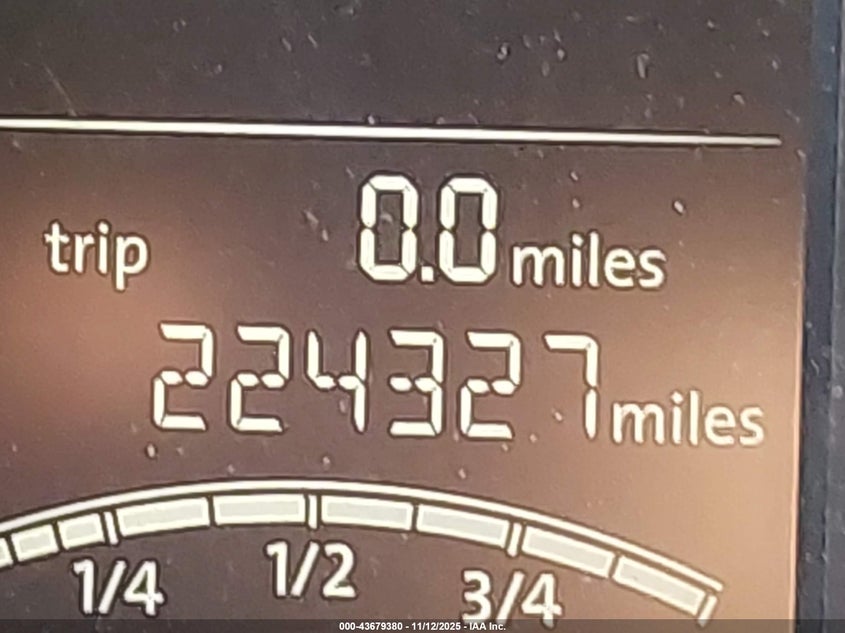 trip 0.0 miles
224327 miles
1/4 1/2 3/4
000-43679380 - 11/12/2025 - IAA Inc.